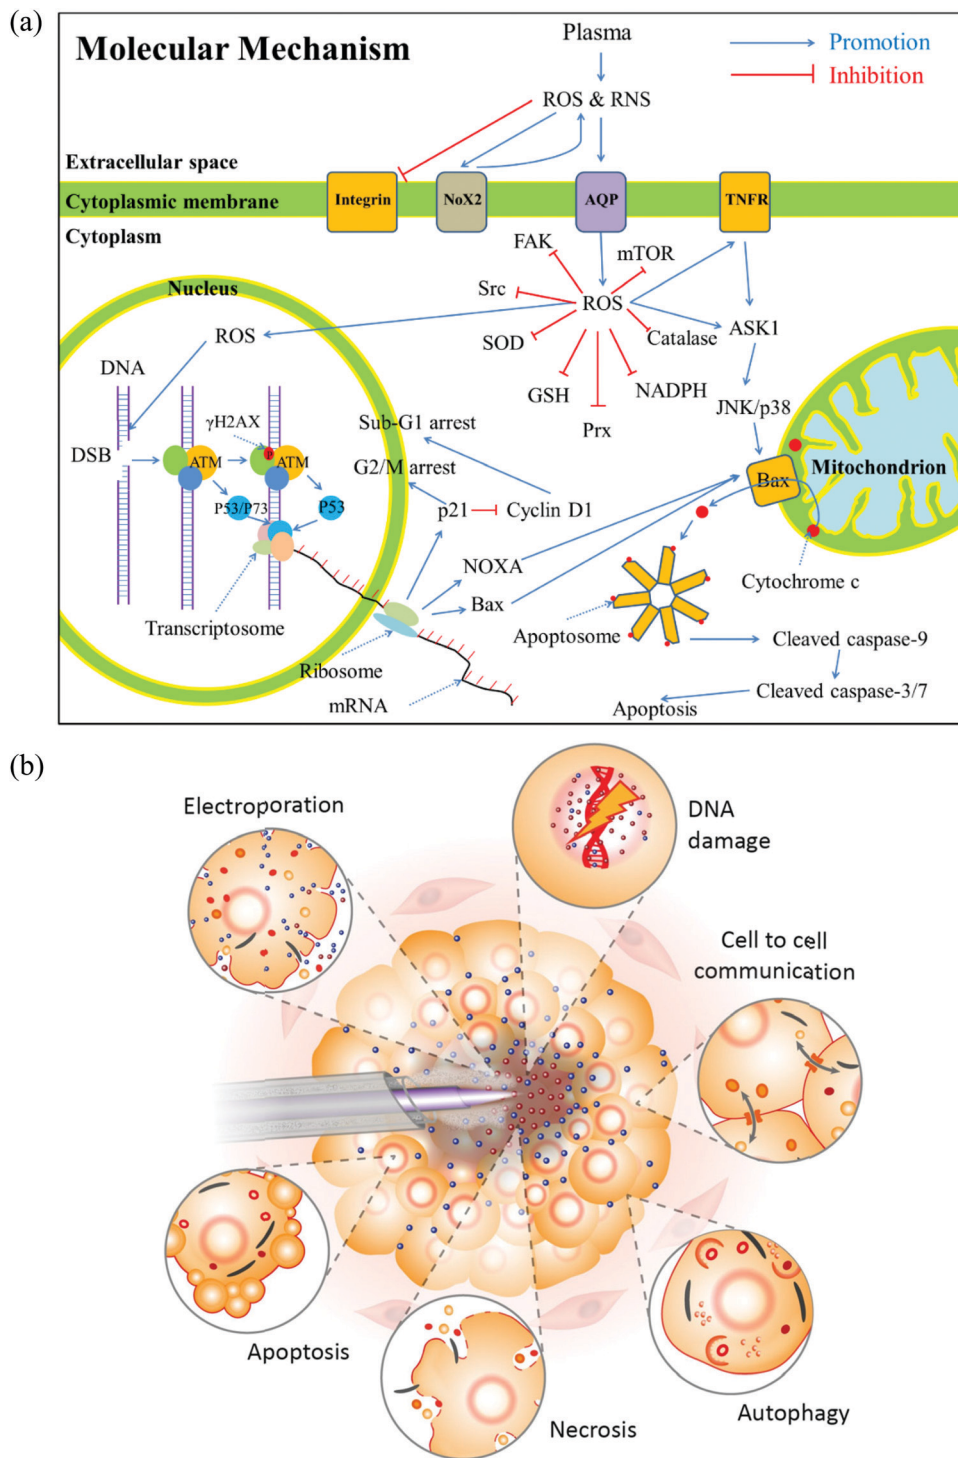 (a)
Molecular Mechanism
Plasma
Promotion
Inhibition
ROS & RNS
Extracellular space
Cytoplasmic membrane
Integrin
NoX2
AQP
TNFR
Cytoplasm
FAK
mTOR
Nucleus
Src
ROS
ROS
SOD
Catalase
ASK1
DNA
GSH
NADPH
JNK/p38
γH2AX
Sub-G1 arrest
Prx
DSB
ATM
P
ATM
G2/M arrest
Bax
Mitochondrion
P53/P73
P53
p21
Cyclin D1
NOXA
Cytochrome c
Bax
Transcriptosome
Apoptosome
Cleaved caspase-9
Ribosome
mRNA
Cleaved caspase-3/7
Apoptosis
(b)
Electroporation
DNA
damage
Cell to cell
communication
Apoptosis
Necrosis
Autophagy